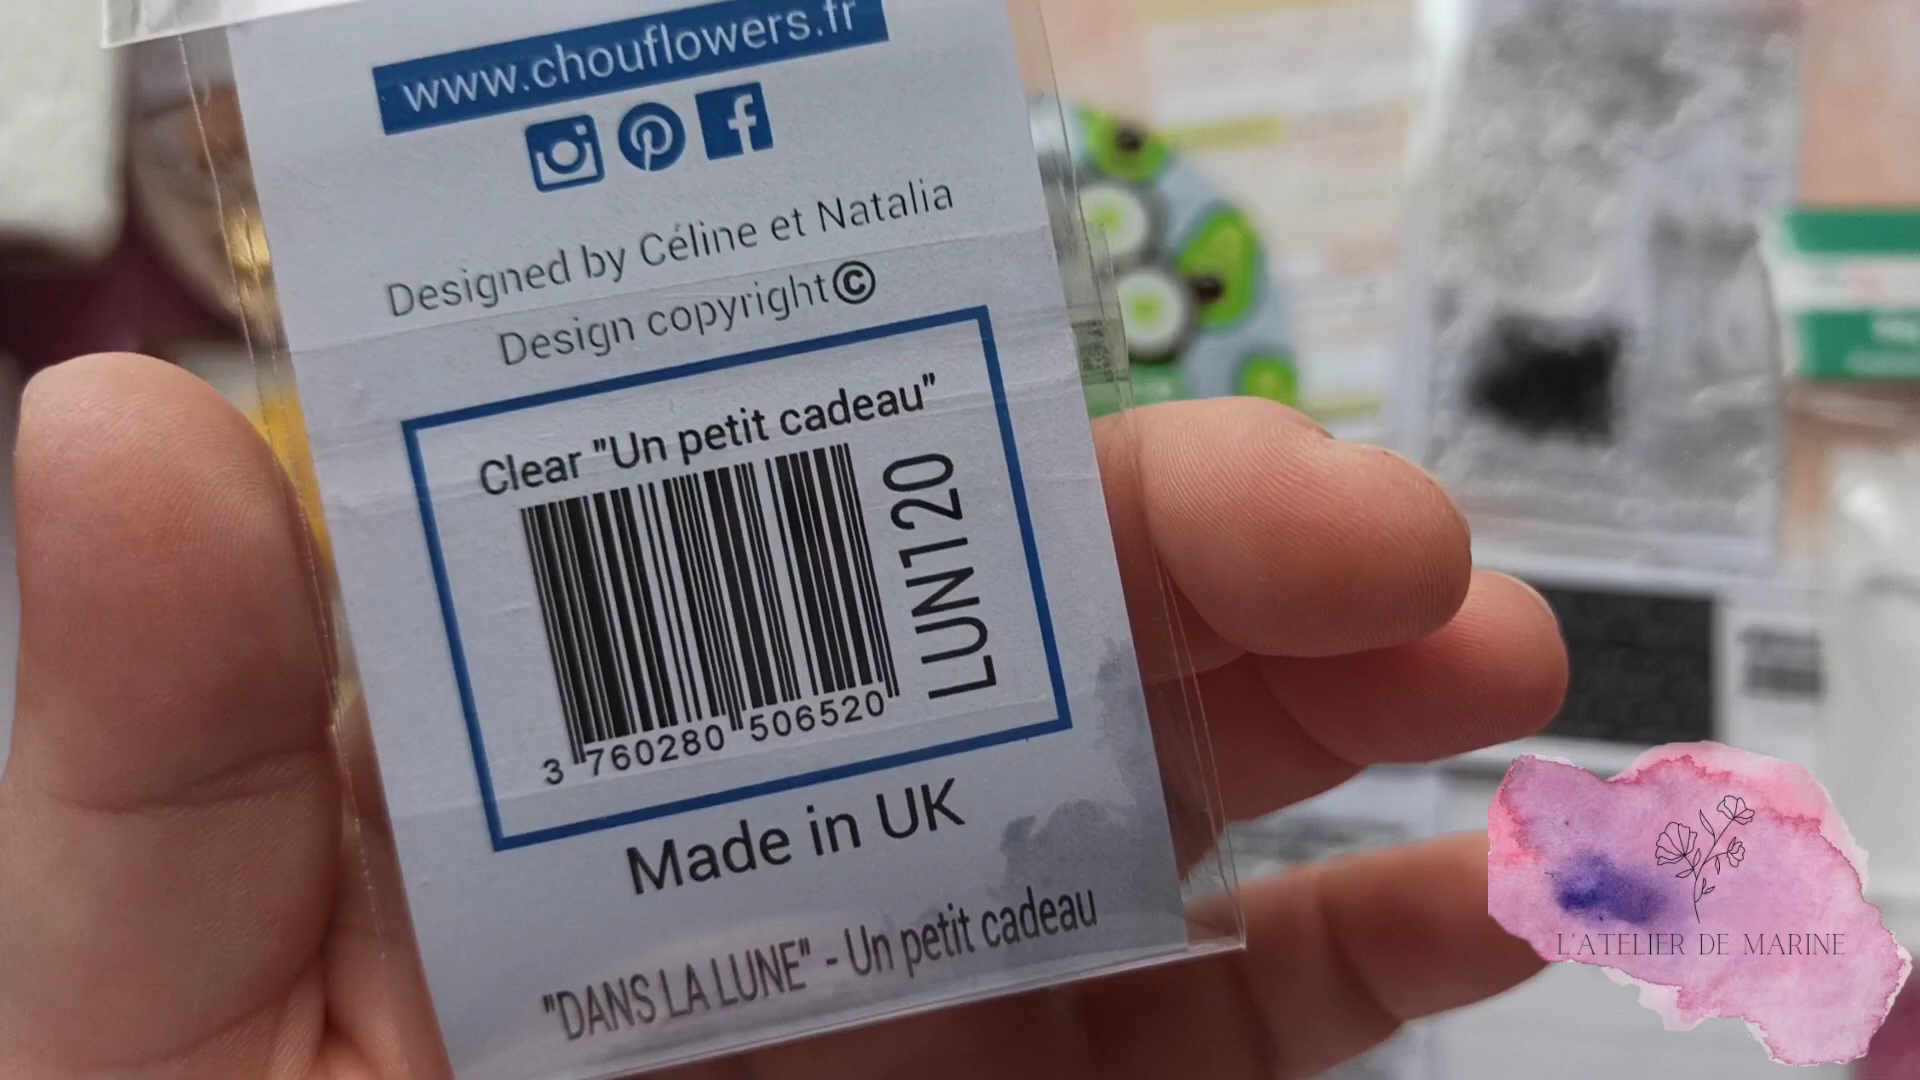 www.chouflowers.fr
Designed by Céline et Natalia
Design copyright©
Clear "Un petit cadeau"
LUN120
3 760280 506520
Made in UK
"DANS LA LUNE" - Un petit cadeau
L'ATELIER DE MARINE